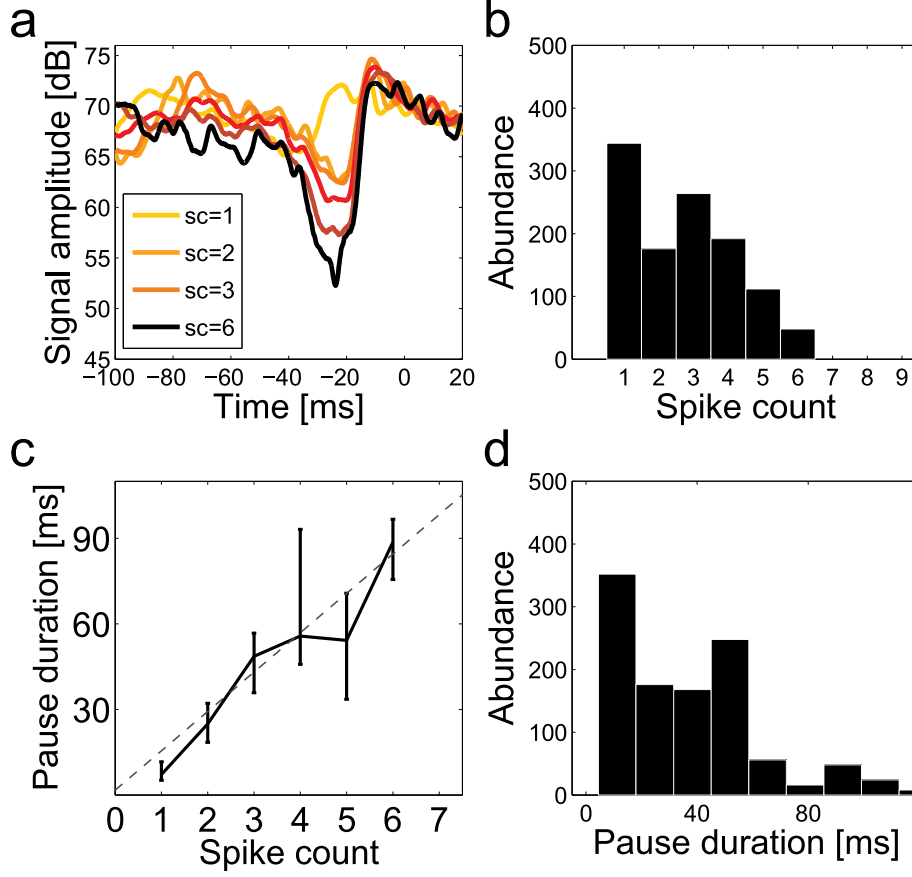 a
Signal amplitude [dB]
75
70
65
60
55
50
45
sc=1
sc=2
sc=3
sc=6
−100 −80 −60 −40 −20 0 20
Time [ms]
b
Abundance
500
400
300
200
100
0
1 2 3 4 5 6 7 8 9
Spike count
c
Pause duration [ms]
90
60
30
0 1 2 3 4 5 6 7
Spike count
d
Abundance
500
400
300
200
100
0
0 40 80
Pause duration [ms]